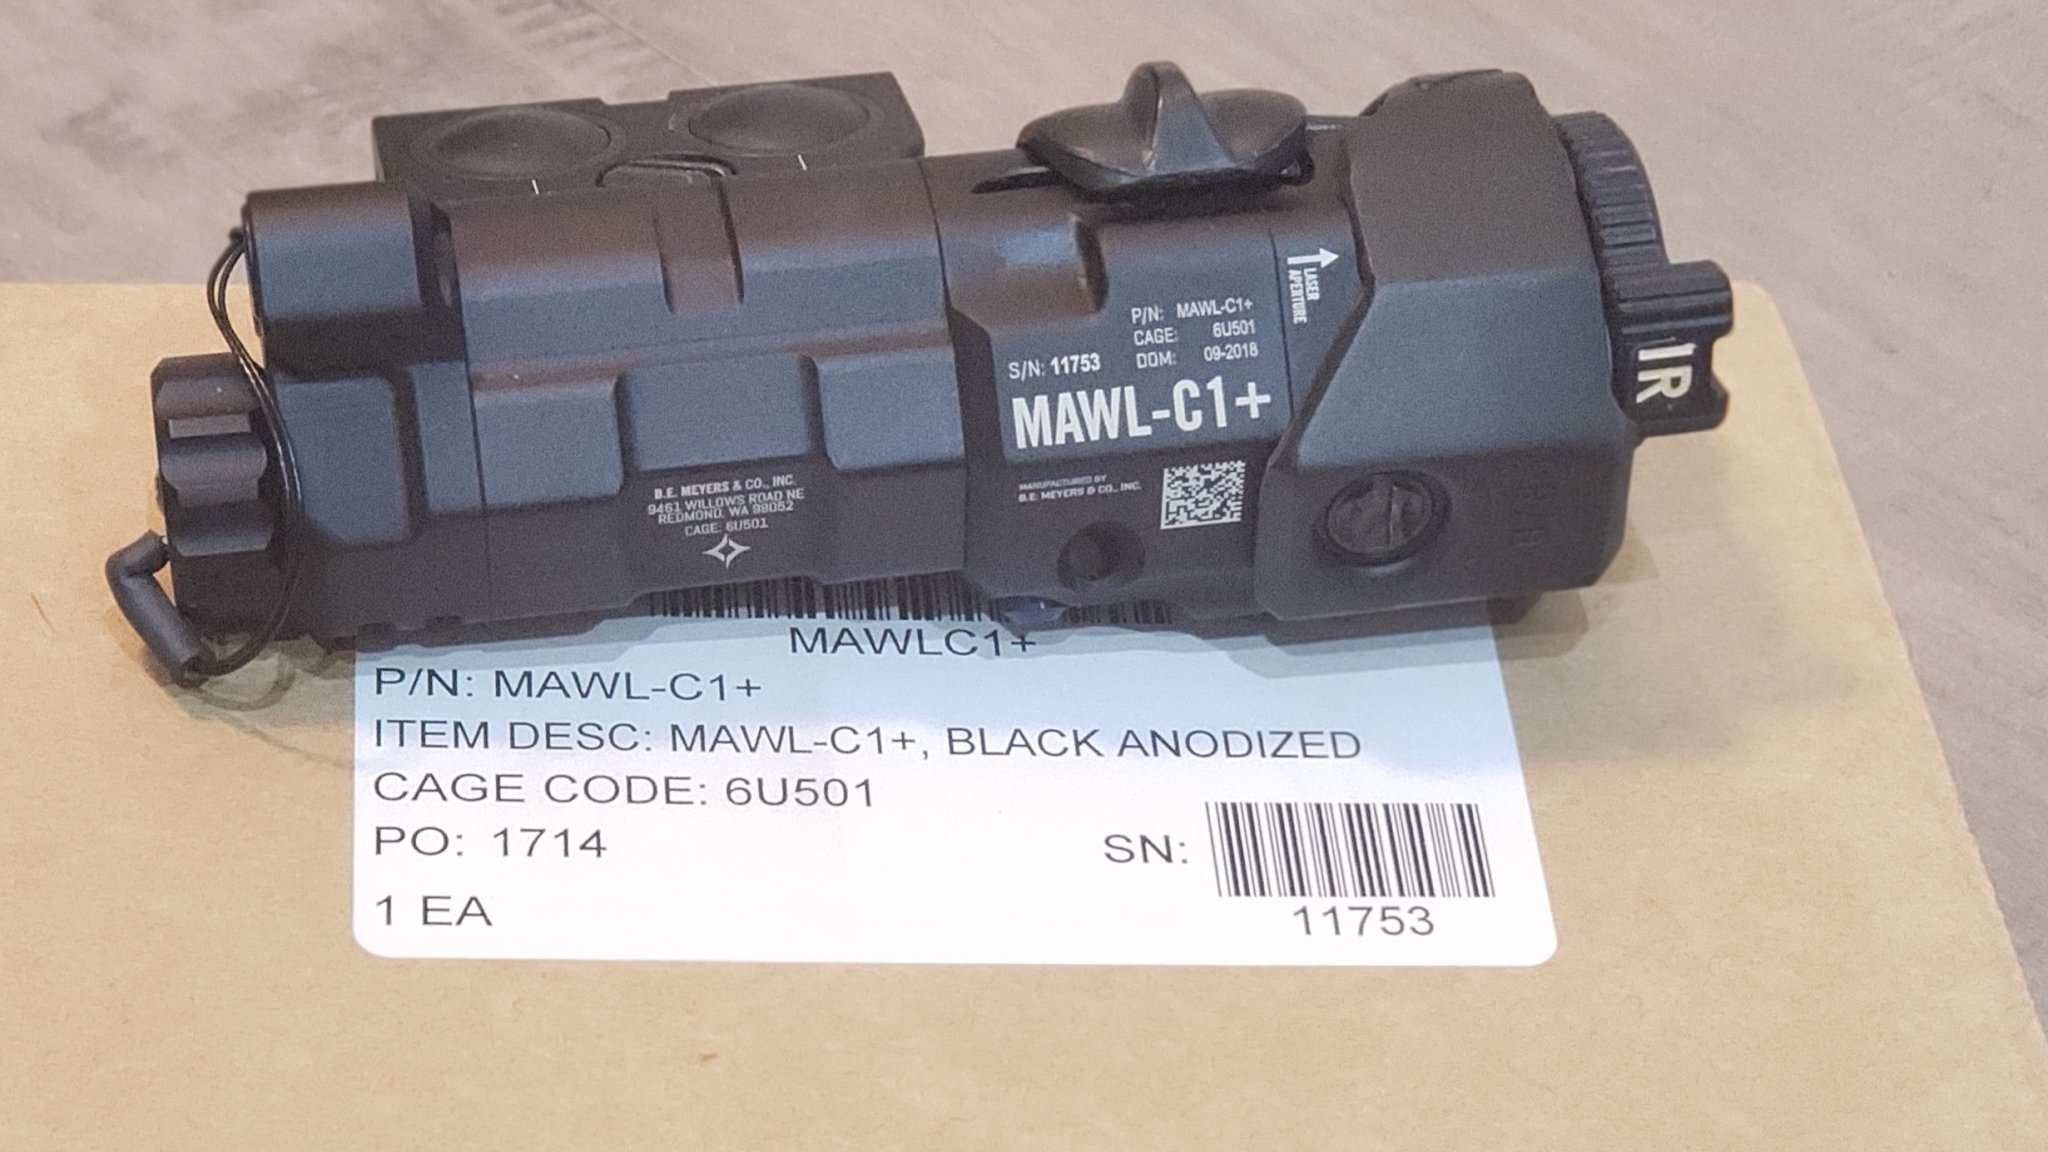 LASER
APERTURE
P/N: MAWL-C1+
CAGE: 6U501
S/N: 11753 DOM: 09-2018
MAWL-C1+
MANUFACTURED BY
B.E. MEYERS & CO., INC.
B.E. MEYERS & CO., INC.
9461 WILLOWS ROAD NE
REDMOND, WA 98052
CAGE: 6U501
IR
MAWLC1+
P/N: MAWL-C1+
ITEM DESC: MAWL-C1+, BLACK ANODIZED
CAGE CODE: 6U501
PO: 1714
SN:
1 EA
11753